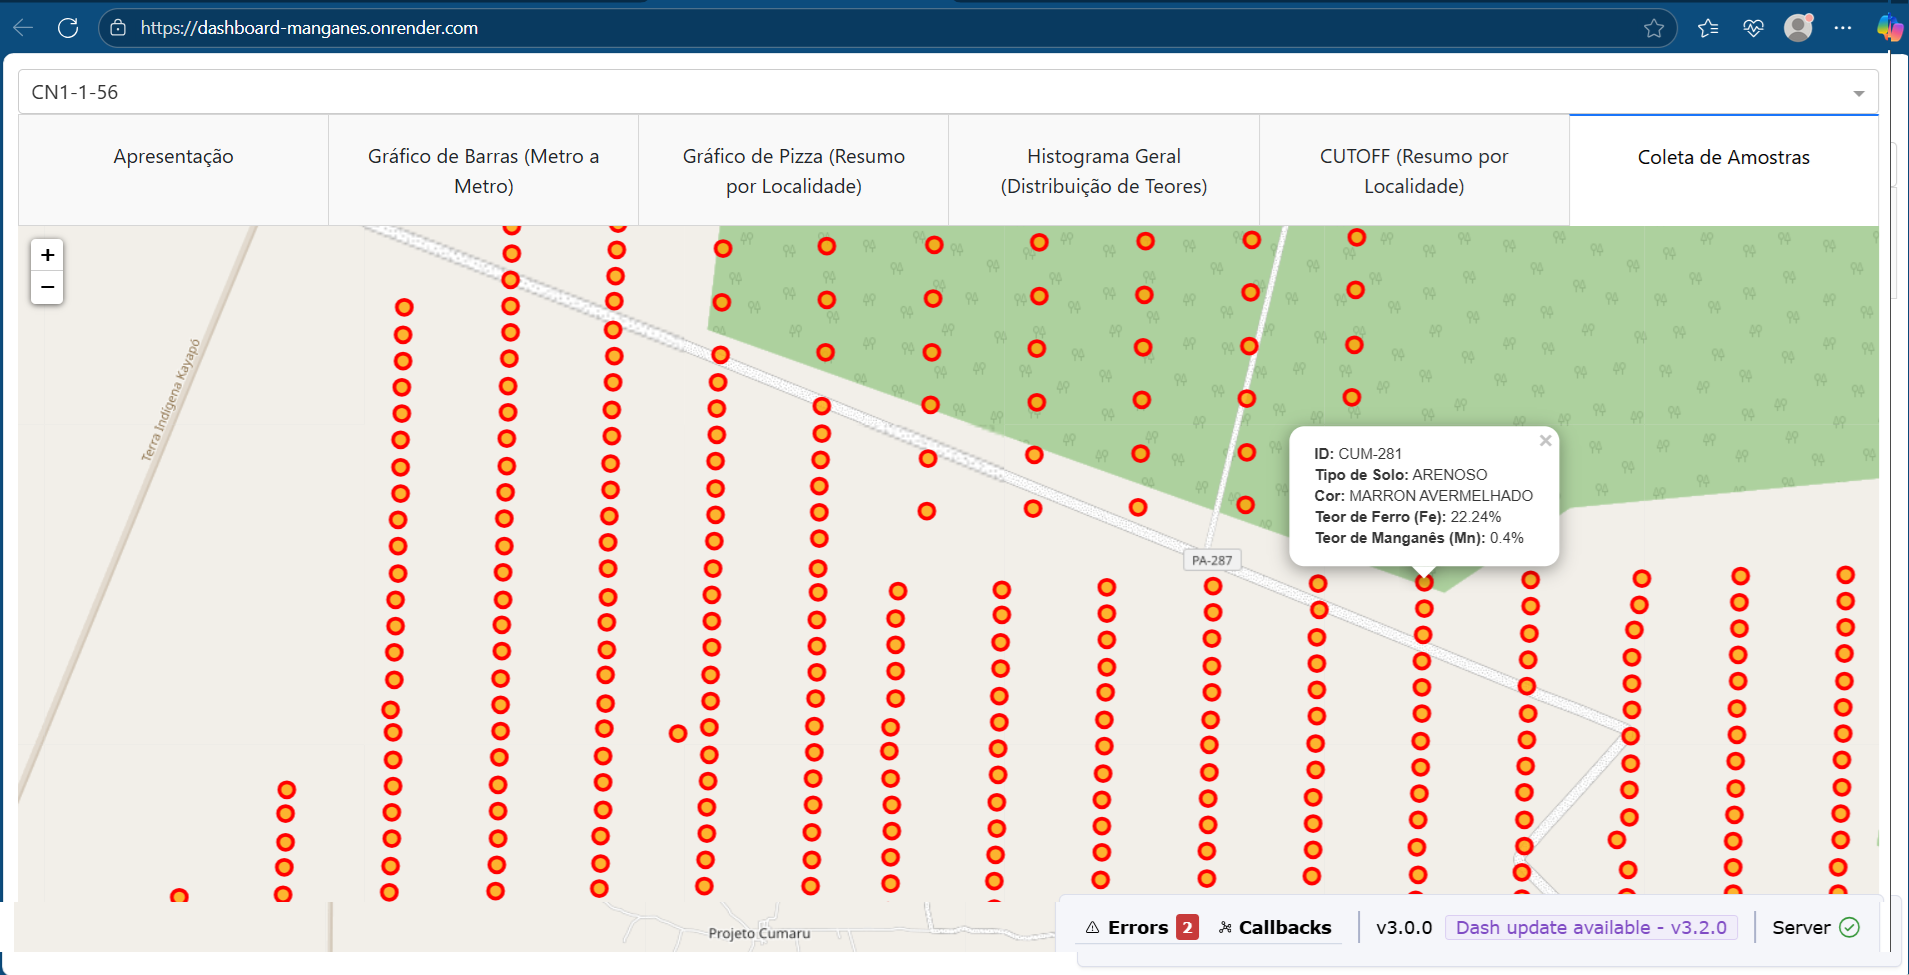 https://dashboard-manganes.onrender.com
CN1-1-56
Apresentação
Gráfico de Barras (Metro a
Metro)
Gráfico de Pizza (Resumo
por Localidade)
Histograma Geral
(Distribuição de Teores)
CUTOFF (Resumo por
Localidade)
Coleta de Amostras
+
−
Terra Indígena Kayapó
ID: CUM-281
Tipo de Solo: ARENOSO
Cor: MARRON AVERMELHADO
Teor de Ferro (Fe): 22.24%
Teor de Manganês (Mn): 0.4%
×
PA-287
Projeto Cumaru
Errors 2
Callbacks
v3.0.0
Dash update available - v3.2.0
Server